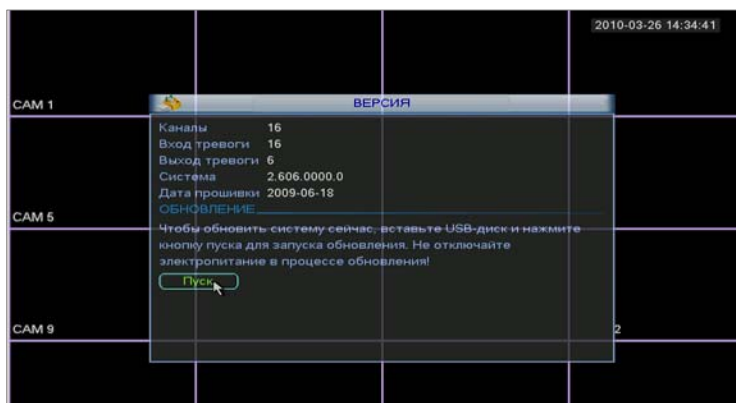 2010-03-26 14:34:41
CAM 1
ВЕРСИЯ
Каналы 16
Вход тревоги 16
Выход тревоги 6
Система 2.606.0000.0
Дата прошивки 2009-06-18
ОБНОВЛЕНИЕ
CAM 5
Чтобы обновить систему сейчас, вставьте USB-диск и нажмите
кнопку пуска для запуска обновления. Не отключайте
электропитание в процессе обновления!
Пуск
CAM 9
2